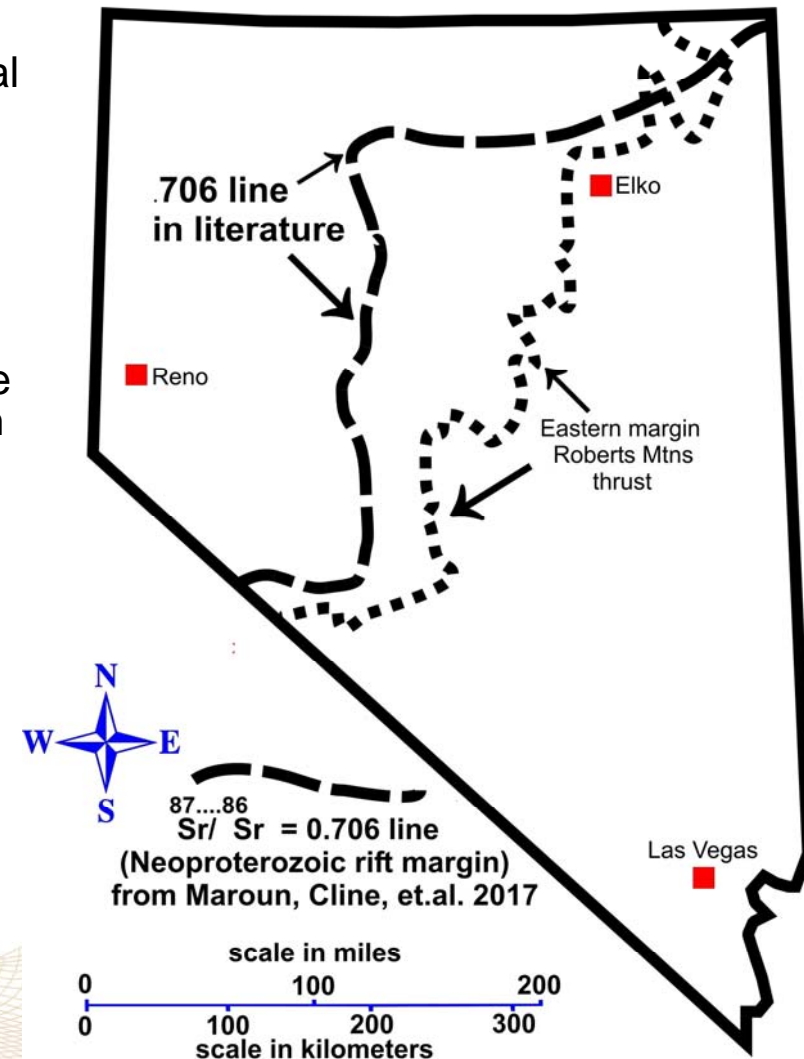 al
.706 line
in literature
Elko
Reno
e
Eastern margin
Roberts Mtns
thrust
:
N
W E
S
87....86
Sr/ Sr = 0.706 line
(Neoproterozoic rift margin)
from Maroun, Cline, et.al. 2017
Las Vegas
scale in miles
0 100 200
0 100 200 300
scale in kilometers